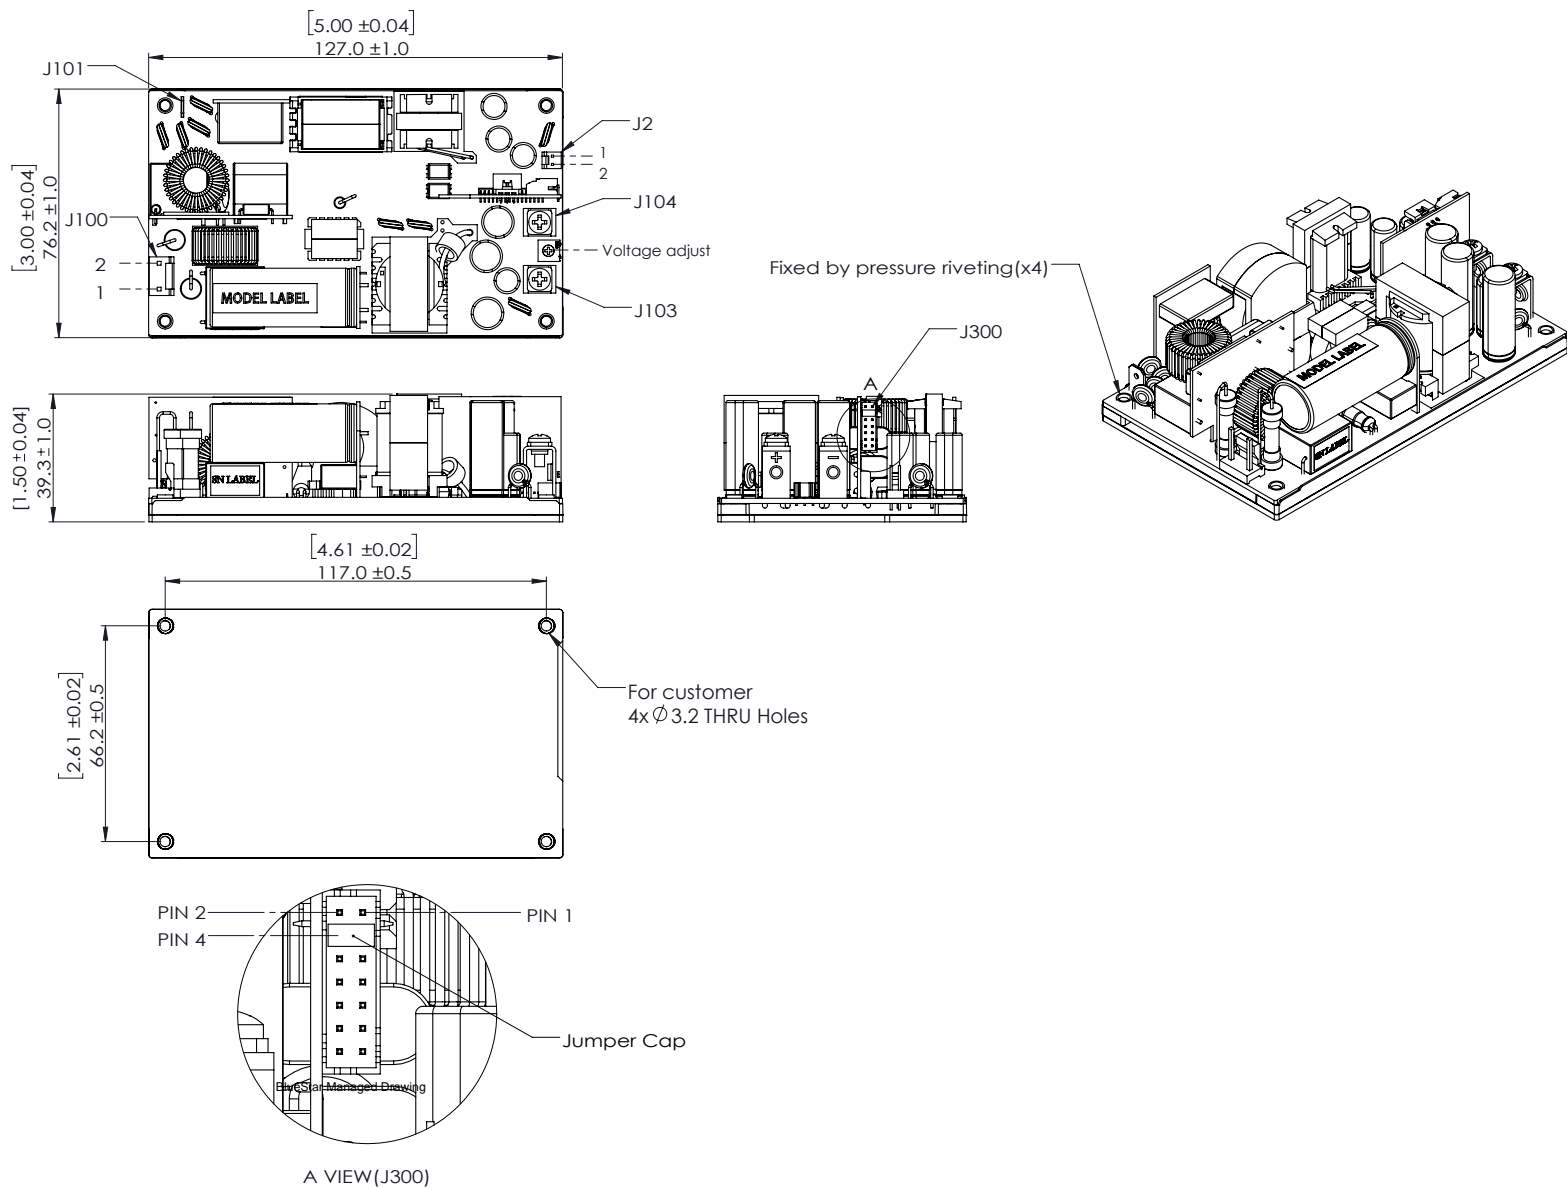 [5.00 ±0.04]
127.0 ±1.0
J101
J2
1
2
[3.00 ±0.04]
76.2 ±1.0
J104
J100
Voltage adjust
2
1
MODEL LABEL
J103
Fixed by pressure riveting(x4)
MODEL LABEL
SN LABEL
J300
A
[1.50 ±0.04]
39.3 ±1.0
SN LABEL
+
[4.61 ±0.02]
117.0 ±0.5
[2.61 ±0.02]
66.2 ±0.5
For customer
4x Ø 3.2 THRU Holes
PIN 2
PIN 1
PIN 4
Jumper Cap
BlueStar Managed Drawing
A VIEW(J300)